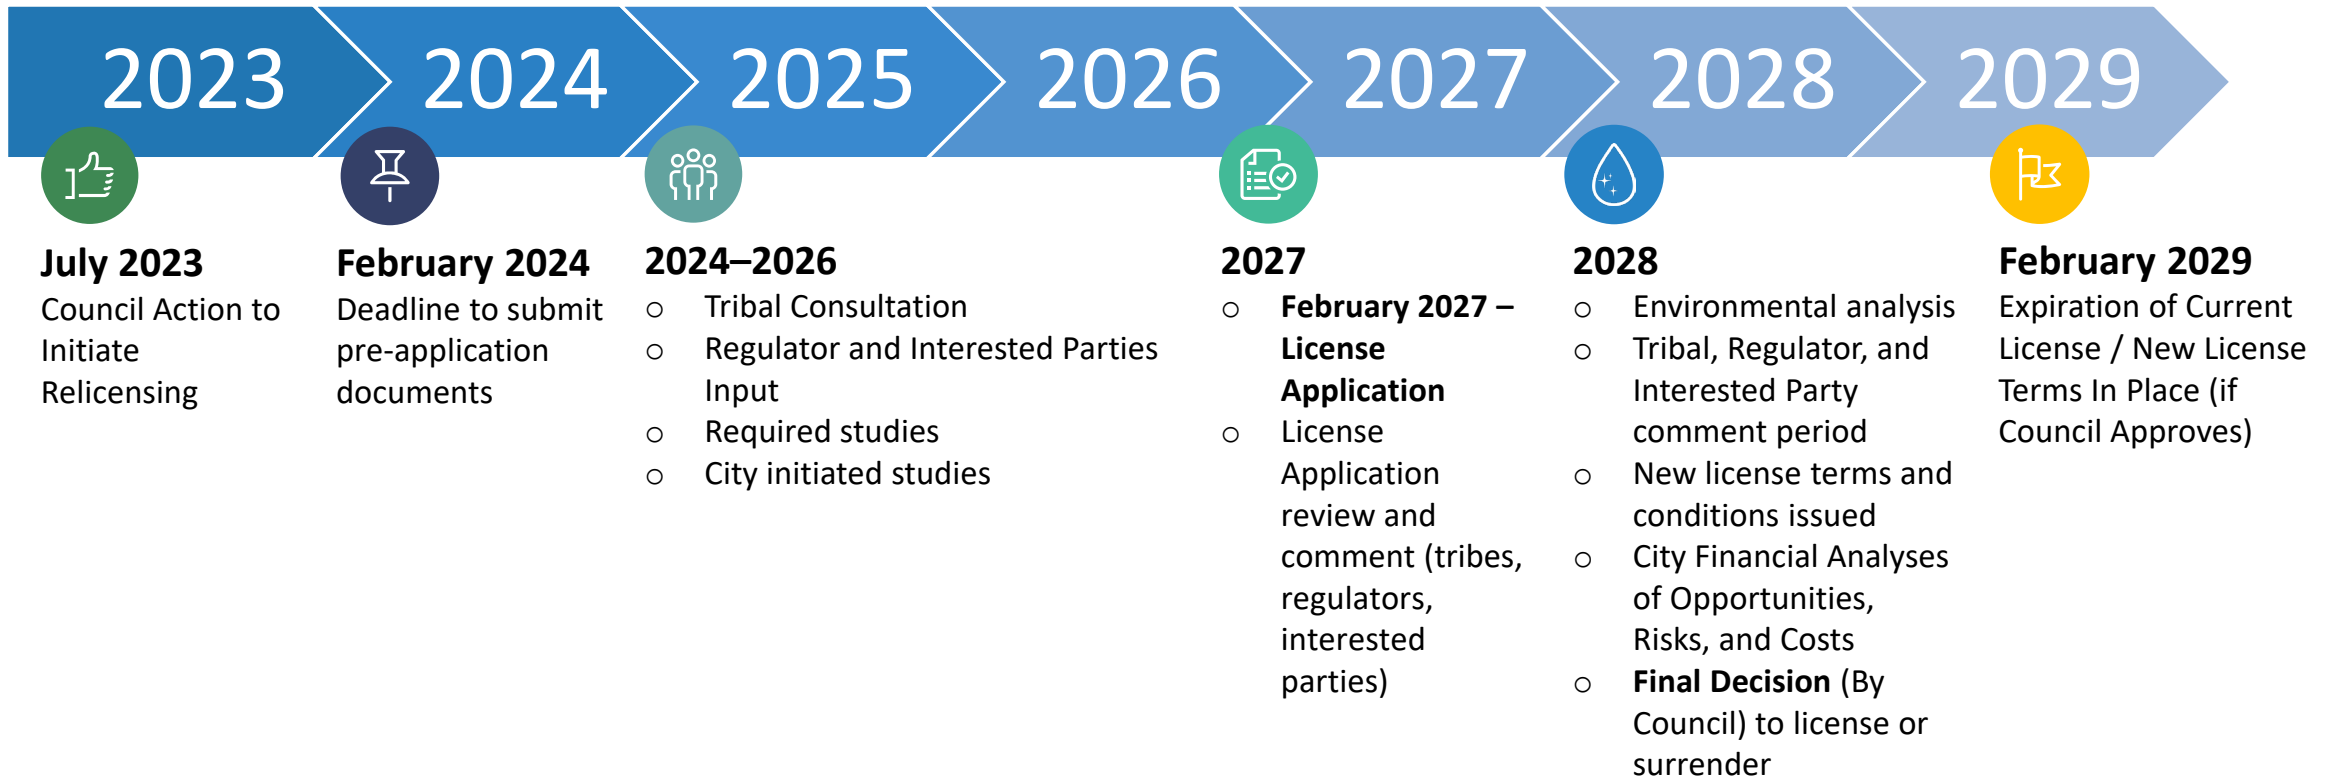 2023
2024
2025
2026
2027
2028
2029
July 2023
Council Action to
Initiate
Relicensing
February 2024
Deadline to submit
pre-application
documents
2024–2026
o Tribal Consultation
o Regulator and Interested Parties
Input
o Required studies
o City initiated studies
2027
o February 2027 –
License
Application
o License
Application
review and
comment (tribes,
regulators,
interested
parties)
2028
o Environmental analysis
o Tribal, Regulator, and
Interested Party
comment period
o New license terms and
conditions issued
o City Financial Analyses
of Opportunities,
Risks, and Costs
o Final Decision (By
Council) to license or
surrender
February 2029
Expiration of Current
License / New License
Terms In Place (if
Council Approves)